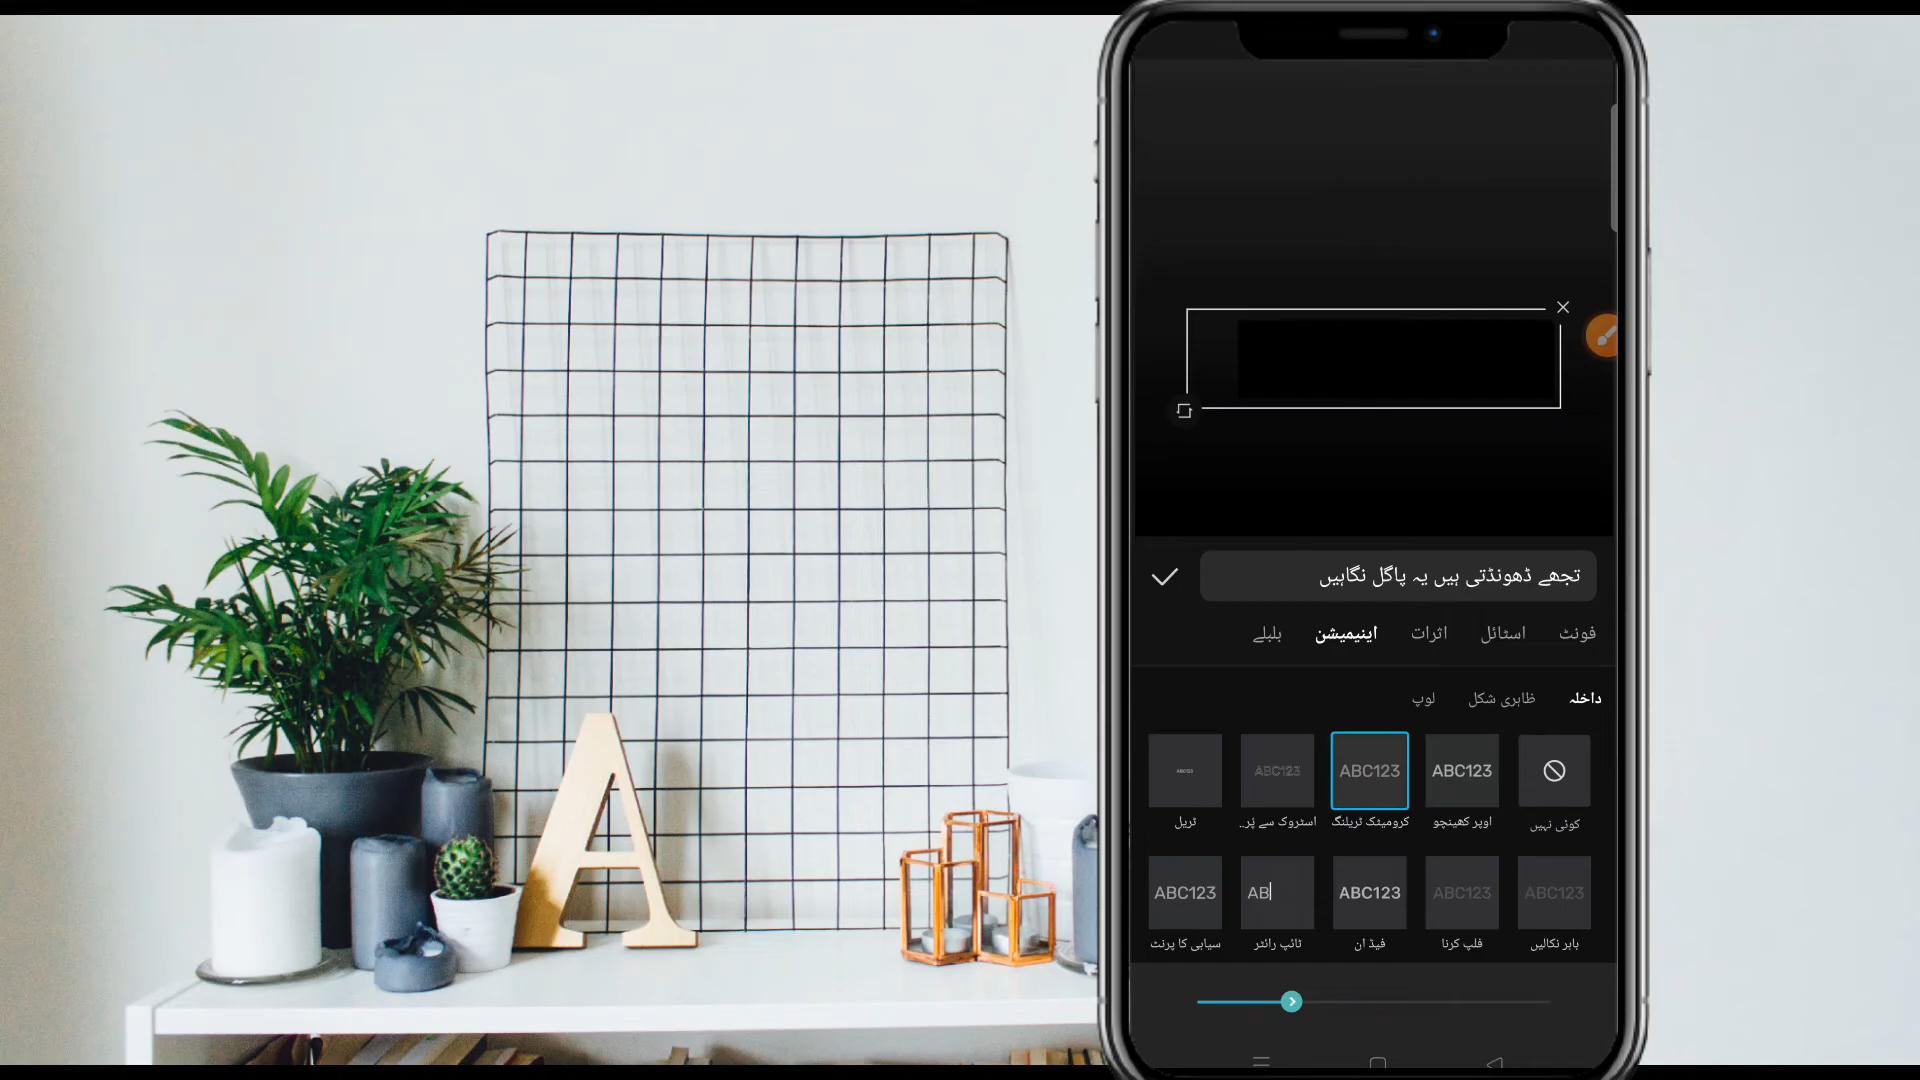 تجھے ڈھونڈتی ہیں یہ پاگل نگاہیں
فونٹ اسٹائل اثرات اینیمیشن بلبلے
داخلہ ظاہری شکل لوپ
ABC123 ABC123 ABC123 ABC123
کوئی نہیں اوپر کھینچو کرومیٹک ٹریلنگ اسٹروک سے پُر.. ٹریل
ABC123 ABC123 ABC123 AB ABC123
باہر نکالیں فلپ کرنا فیڈ ان ٹائپ رائٹر سیاہی کا پرنٹ
A